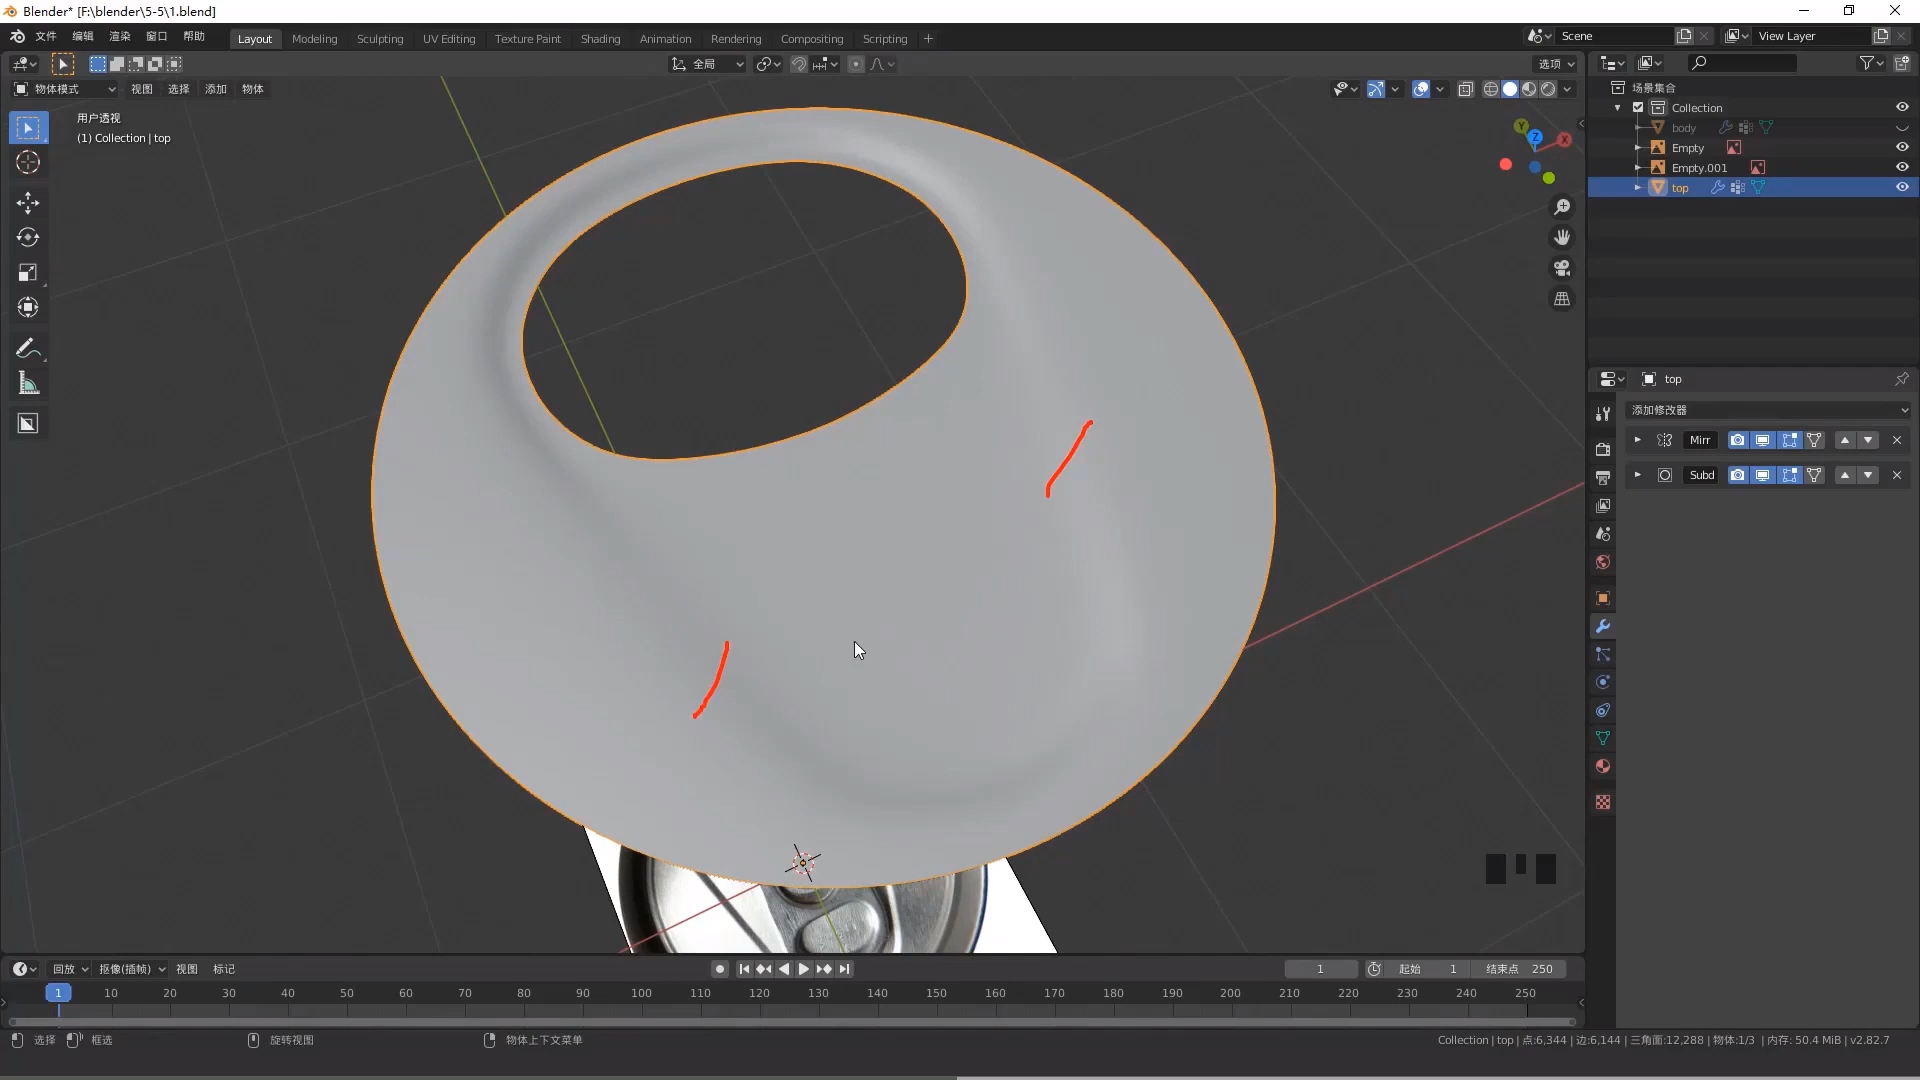 Blender* [F:\blender\5-5\1.blend]
文件 编辑 渲染 窗口 帮助 Layout Modeling Sculpting UV Editing Texture Paint Shading Animation Rendering Compositing Scripting + Scene View Layer
全局 选项
物体模式 视图 选择 添加 物体
用户透视
(1) Collection | top
Y
Z
X
场景集合
Collection
body
Empty
Empty.001
top
top
添加修改器
Mirr
Subd
回放 抠像(插帧) 视图 标记 1 起始 1 结束点 250
1 10 20 30 40 50 60 70 80 90 100 110 120 130 140 150 160 170 180 190 200 210 220 230 240 250
选择 框选 旋转视图 物体上下文菜单 Collection | top | 点:6,344 | 边:6,144 | 三角面:12,288 | 物体:1/3 | 内存: 50.4 MiB | v2.82.7